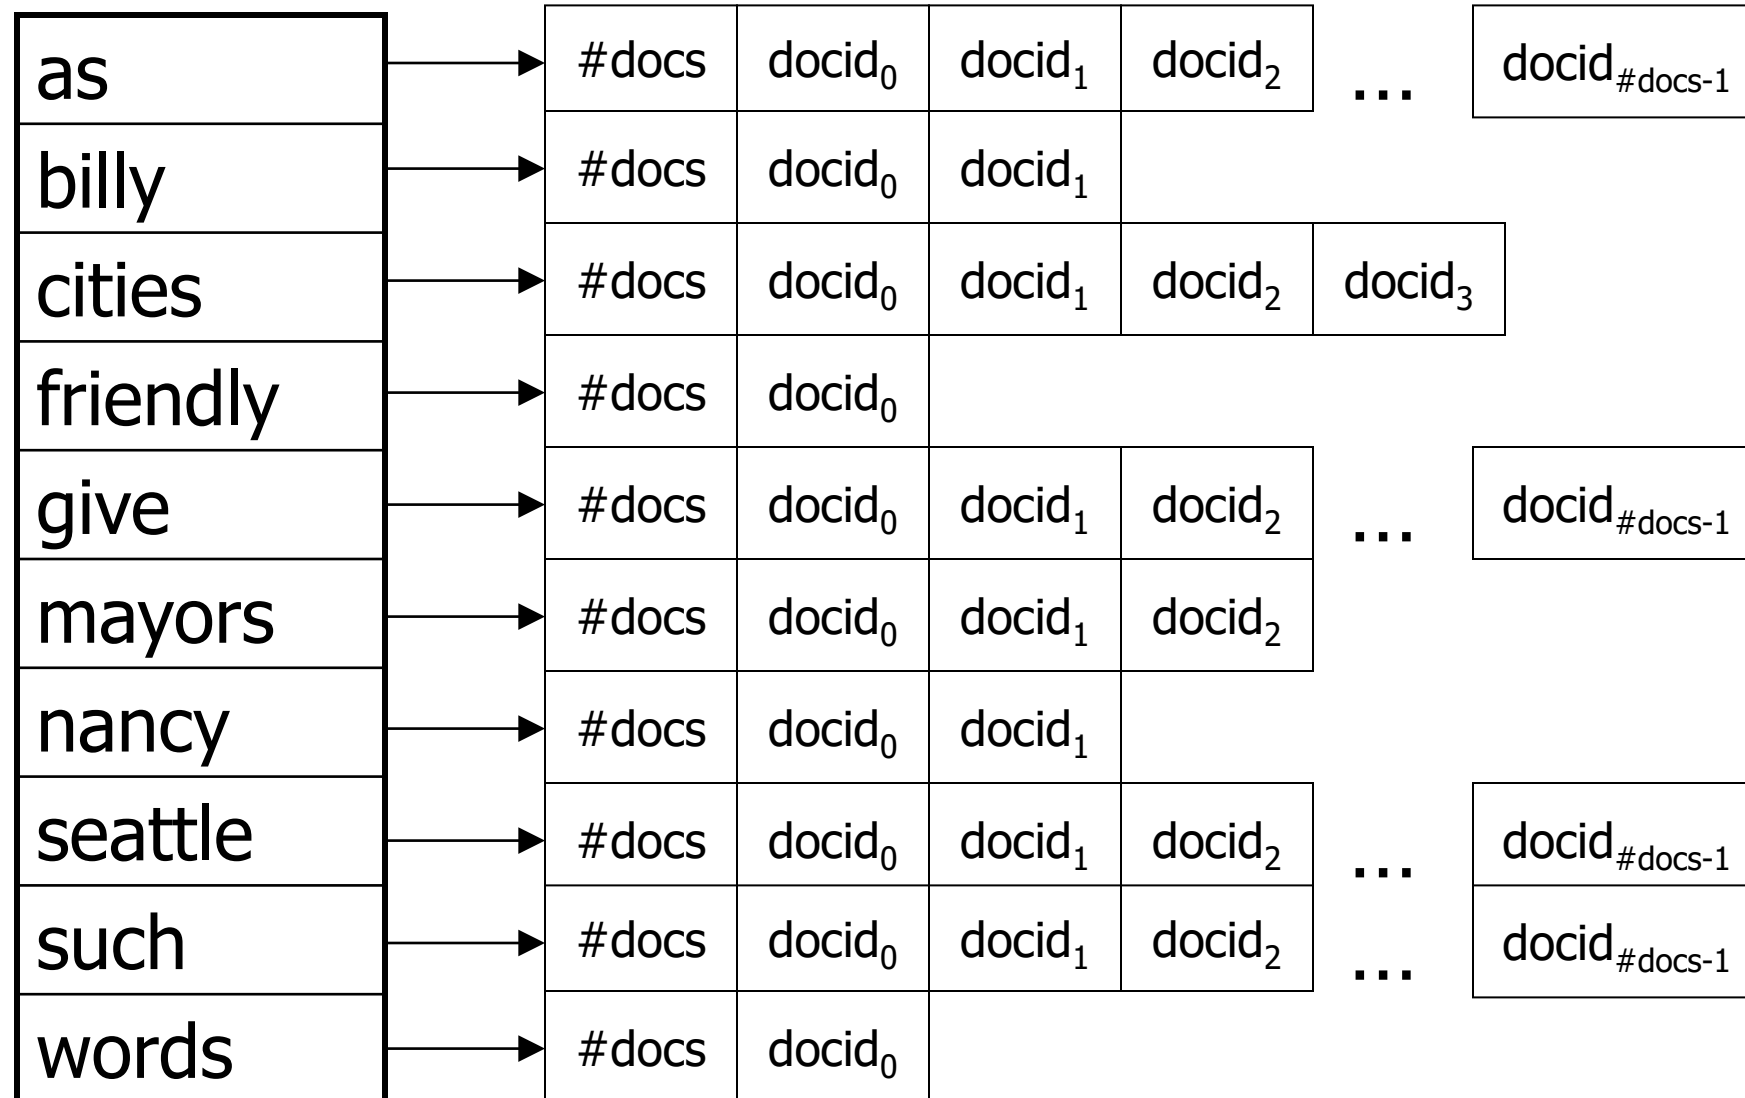 as #docs docid0 docid1 docid2 ... docid#docs-1
billy #docs docid0 docid1
cities #docs docid0 docid1 docid2 docid3
friendly #docs docid0
give #docs docid0 docid1 docid2 ... docid#docs-1
mayors #docs docid0 docid1 docid2
nancy #docs docid0 docid1
seattle #docs docid0 docid1 docid2 ... docid#docs-1
such #docs docid0 docid1 docid2 ... docid#docs-1
words #docs docid0